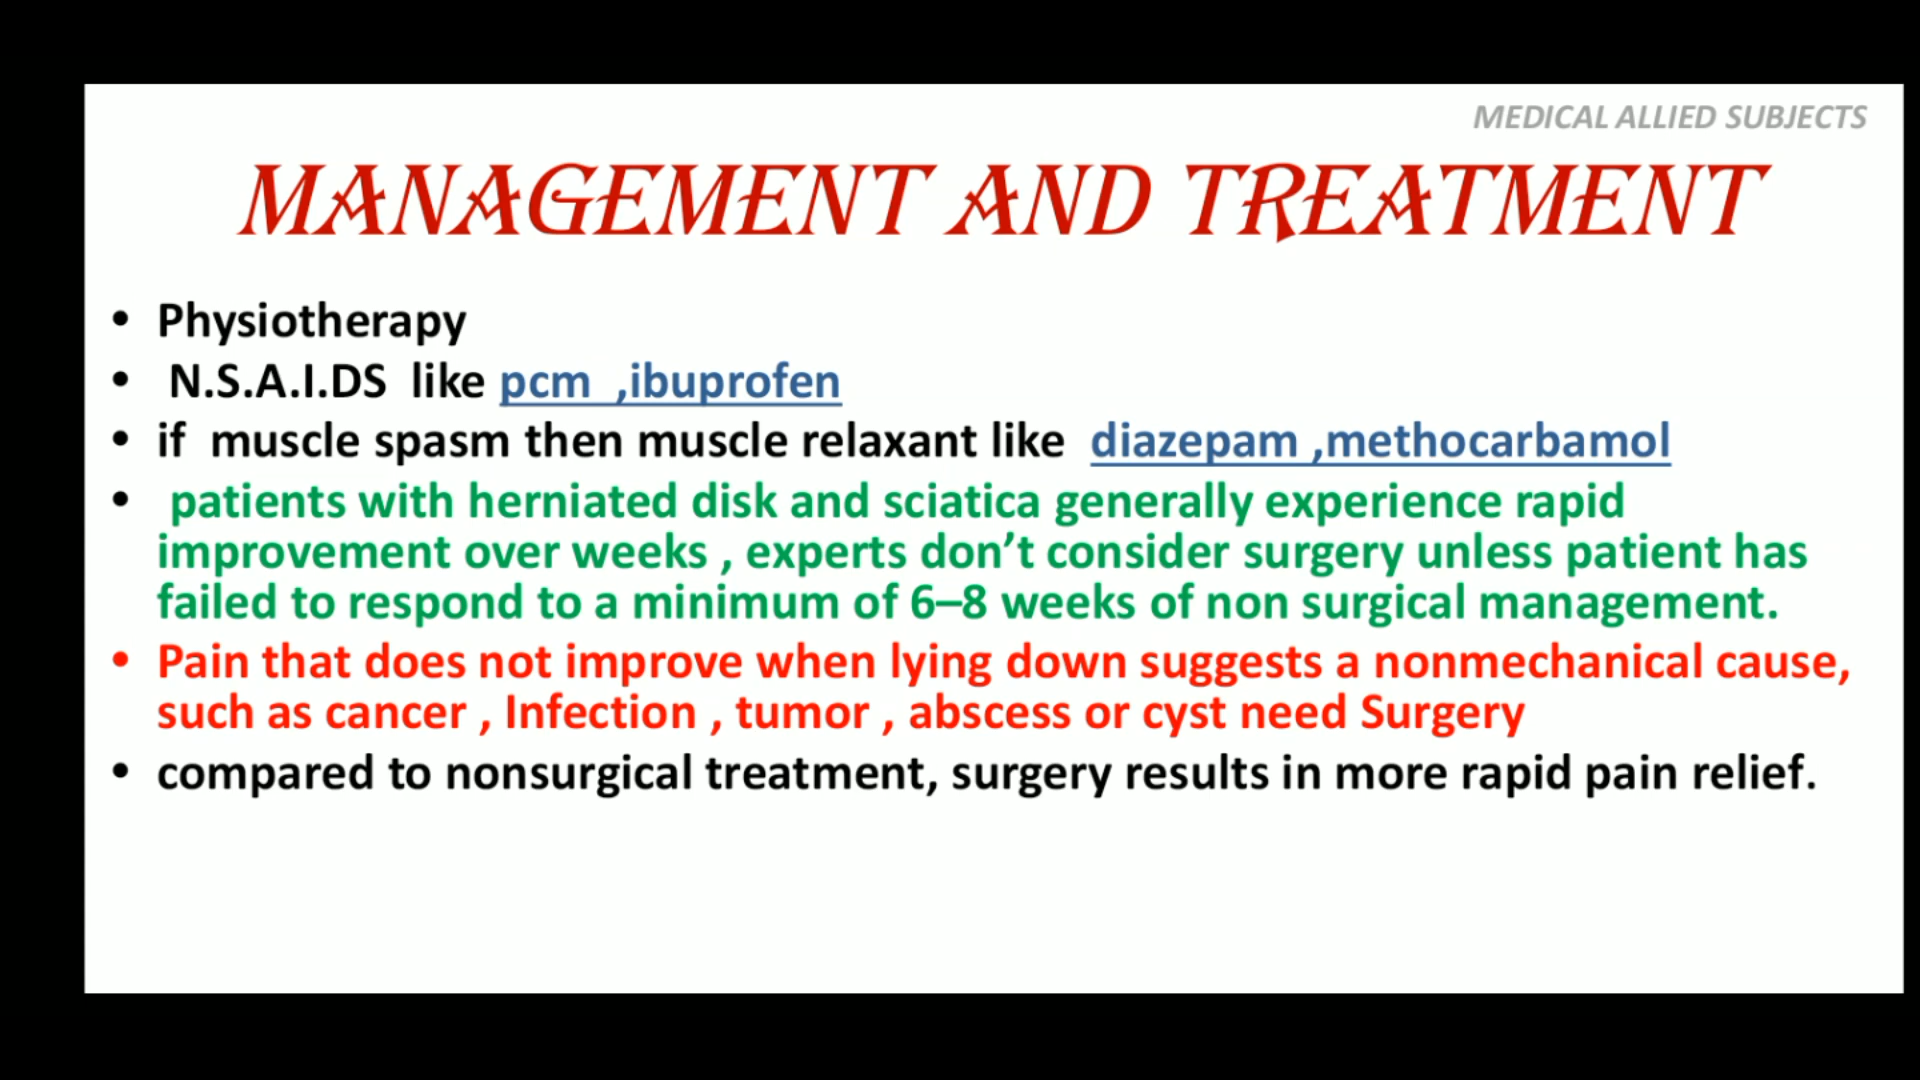 MEDICAL ALLIED SUBJECTS
MANAGEMENT AND TREATMENT
• Physiotherapy
• N.S.A.I.DS like pcm ,ibuprofen
• if muscle spasm then muscle relaxant like diazepam ,methocarbamol
• patients with herniated disk and sciatica generally experience rapid
improvement over weeks , experts don’t consider surgery unless patient has
failed to respond to a minimum of 6–8 weeks of non surgical management.
• Pain that does not improve when lying down suggests a nonmechanical cause,
such as cancer , Infection , tumor , abscess or cyst need Surgery
• compared to nonsurgical treatment, surgery results in more rapid pain relief.